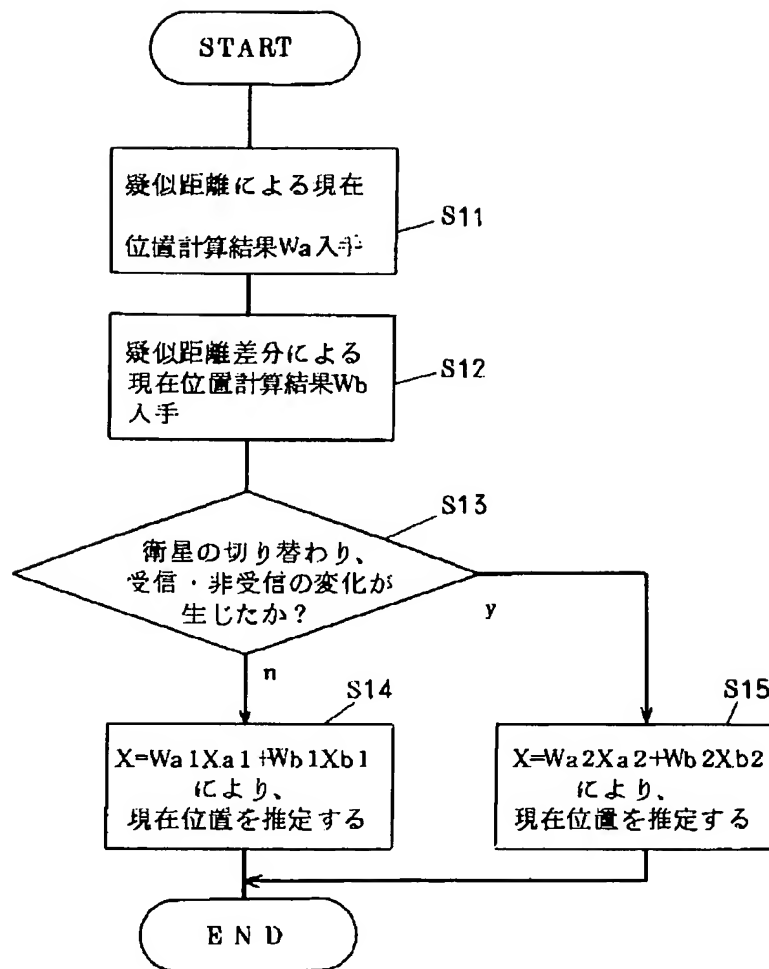 START
疑似距離による現在
位置計算結果Wa入手
S11
疑似距離差分による
現在位置計算結果Wb
入手
S12
S13
衛星の切り替わり、
受信・非受信の変化が
生じたか?
y
n
S14
X=Wa1Xa1+Wb1Xb1
により、
現在位置を推定する
S15
X=Wa2Xa2+Wb2Xb2
により、
現在位置を推定する
END